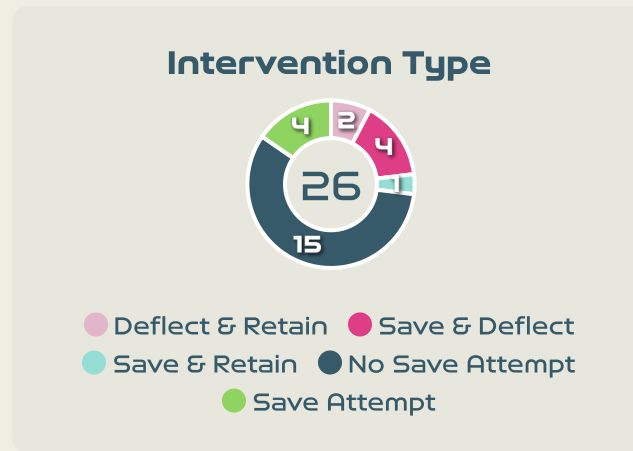 Intervention Type
4 2
4
26 1
15
Deflect & Retain Save & Deflect
Save & Retain No Save Attempt
Save Attempt